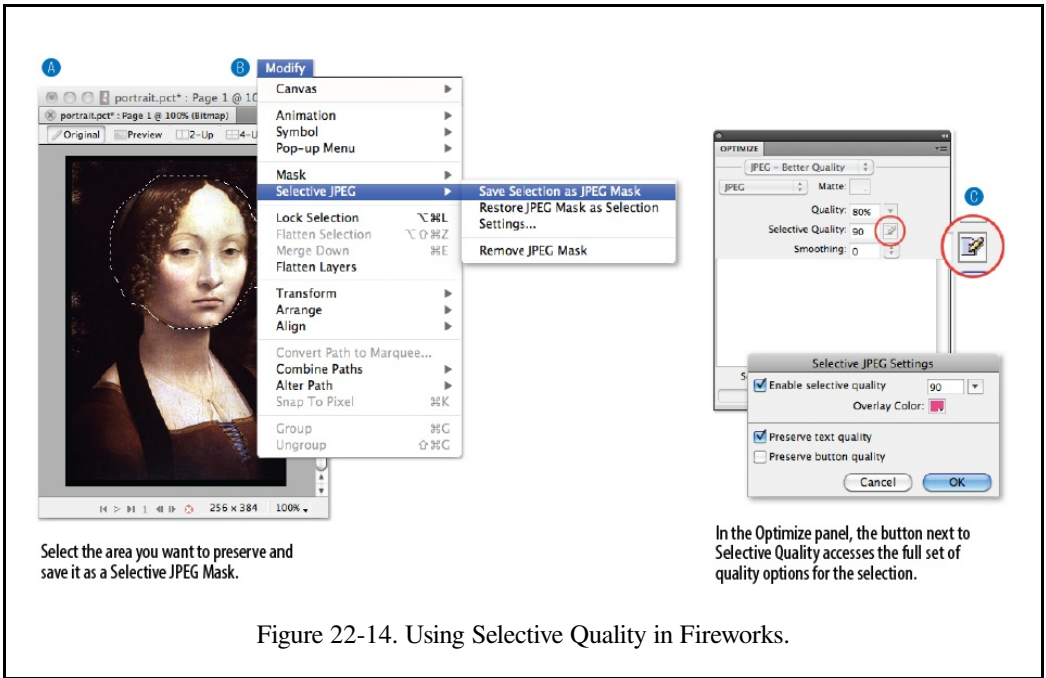 A
B
Modify
portrait.pct* : Page 1 @ 10
portrait.pct* : Page 1 @ 100% (Bitmap)
Original Preview 2-Up 4-U
Canvas
Animation
Symbol
Pop-up Menu
Mask
Selective JPEG
Lock Selection ⌥⌘L
Flatten Selection ⌥⇧⌘Z
Merge Down ⌘E
Flatten Layers
Transform
Arrange
Align
Convert Path to Marquee...
Combine Paths
Alter Path
Snap To Pixel ⌘K
Group ⌘G
Ungroup ⇧⌘G
Save Selection as JPEG Mask
Restore JPEG Mask as Selection
Settings...
Remove JPEG Mask
1 256 x 384 100%
Select the area you want to preserve and
save it as a Selective JPEG Mask.
OPTIMIZE
JPEG - Better Quality
JPEG Matte:
Quality: 80%
Selective Quality: 90
Smoothing: 0
C
S
Selective JPEG Settings
Enable selective quality 90
Overlay Color:
Preserve text quality
Preserve button quality
Cancel OK
In the Optimize panel, the button next to
Selective Quality accesses the full set of
quality options for the selection.
Figure 22-14. Using Selective Quality in Fireworks.